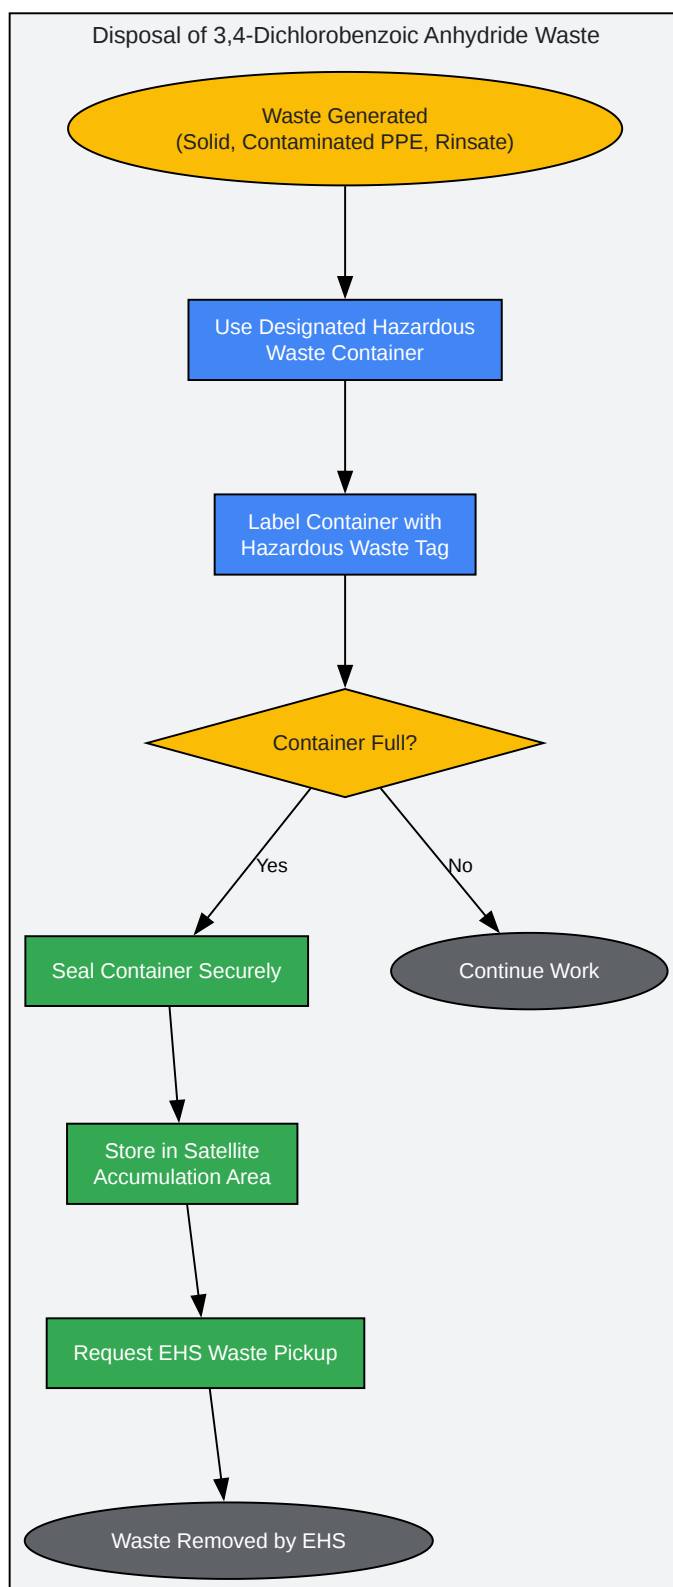 Disposal of 3,4-Dichlorobenzoic Anhydride Waste
Waste Generated
(Solid, Contaminated PPE, Rinsate)
Use Designated Hazardous
Waste Container
Label Container with
Hazardous Waste Tag
Container Full?
Yes
No
Seal Container Securely
Continue Work
Store in Satellite
Accumulation Area
Request EHS Waste Pickup
Waste Removed by EHS